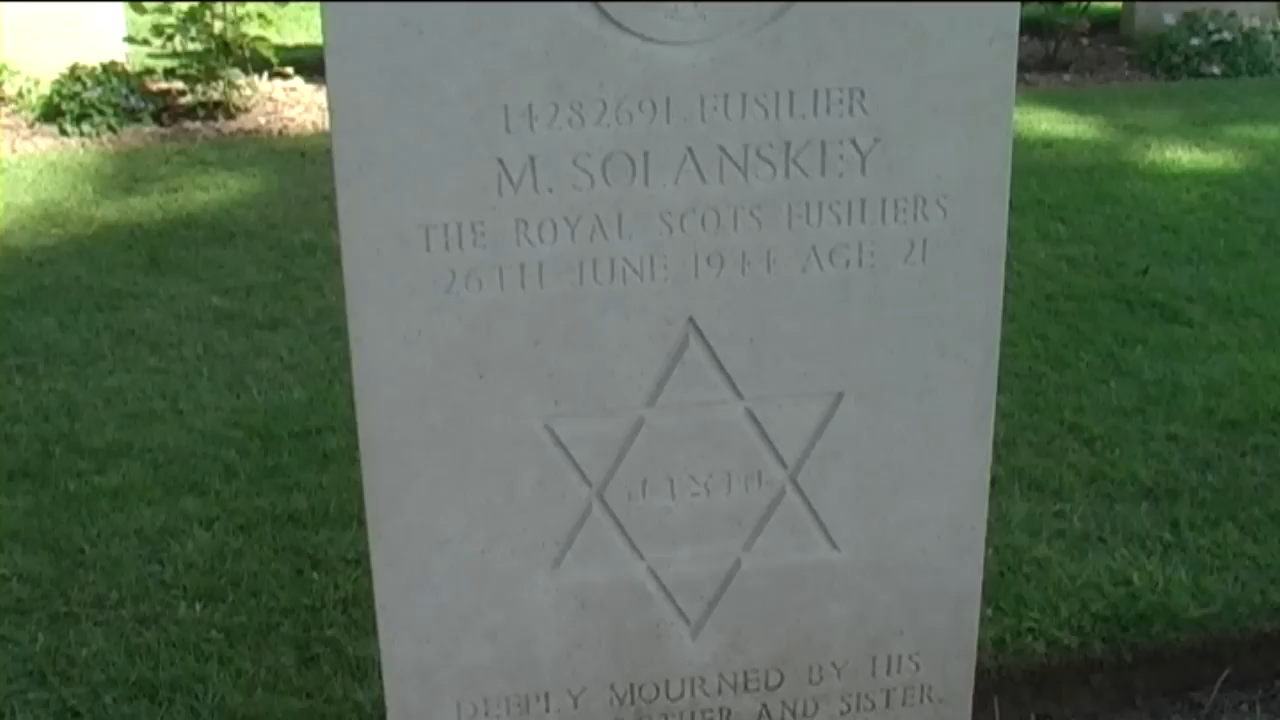 14282691 FUSILIER
M. SOLANSKEY
THE ROYAL SCOTS FUSILIERS
26TH JUNE 1944 AGE 21
DEEPLY MOURNED BY HIS
AND SISTER.